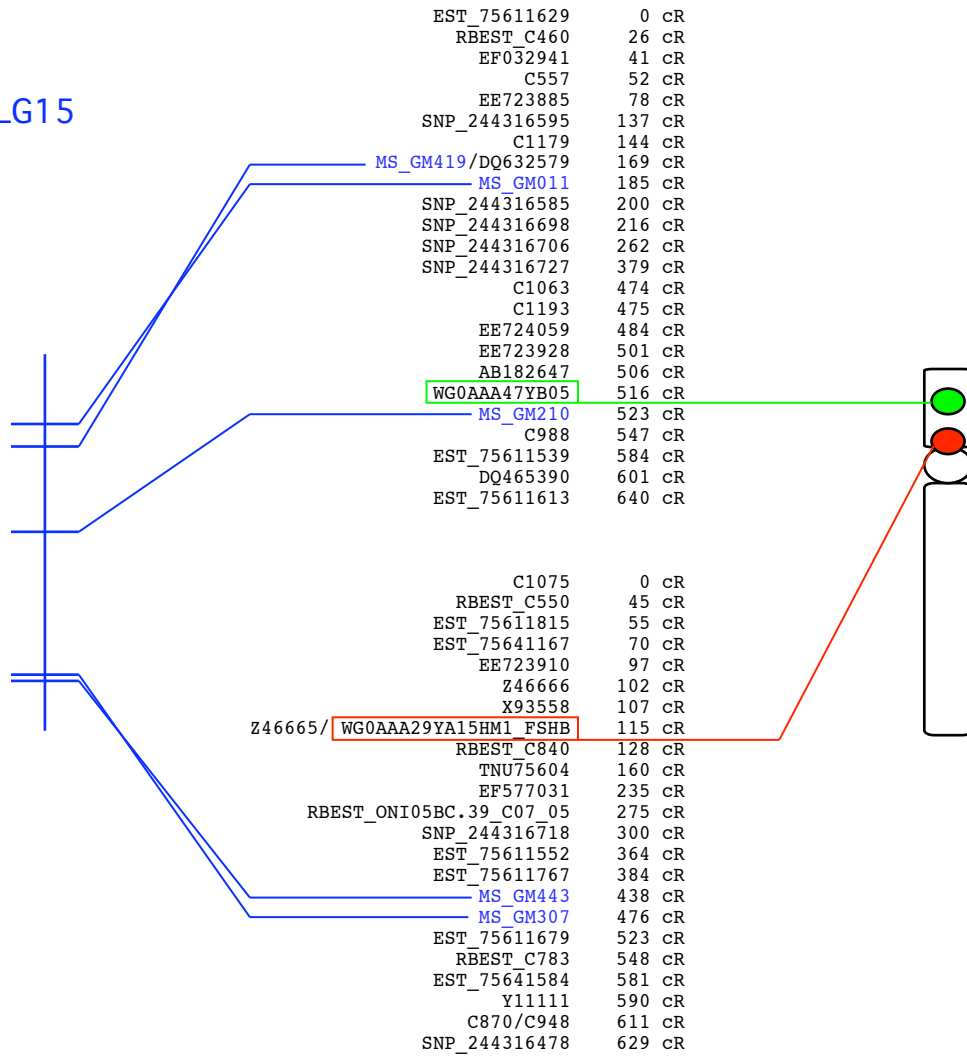 EST_75611629 0 cR
RBEST_C460 26 cR
EF032941 41 cR
C557 52 cR
EE723885 78 cR
LG15
SNP_244316595 137 cR
C1179 144 cR
MS_GM419/DQ632579 169 cR
MS_GM011 185 cR
SNP_244316585 200 cR
SNP_244316698 216 cR
SNP_244316706 262 cR
SNP_244316727 379 cR
C1063 474 cR
C1193 475 cR
EE724059 484 cR
EE723928 501 cR
AB182647 506 cR
WG0AAA47YB05 516 cR
MS_GM210 523 cR
C988 547 cR
EST_75611539 584 cR
DQ465390 601 cR
EST_75611613 640 cR
C1075 0 cR
RBEST_C550 45 cR
EST_75611815 55 cR
EST_75641167 70 cR
EE723910 97 cR
Z46666 102 cR
X93558 107 cR
Z46665/ WG0AAA29YA15HM1_FSHB 115 cR
RBEST_C840 128 cR
TNU75604 160 cR
EF577031 235 cR
RBEST_ONI05BC.39_C07_05 275 cR
SNP_244316718 300 cR
EST_75611552 364 cR
EST_75611767 384 cR
MS_GM443 438 cR
MS_GM307 476 cR
EST_75611679 523 cR
RBEST_C783 548 cR
EST_75641584 581 cR
Y11111 590 cR
C870/C948 611 cR
SNP_244316478 629 cR